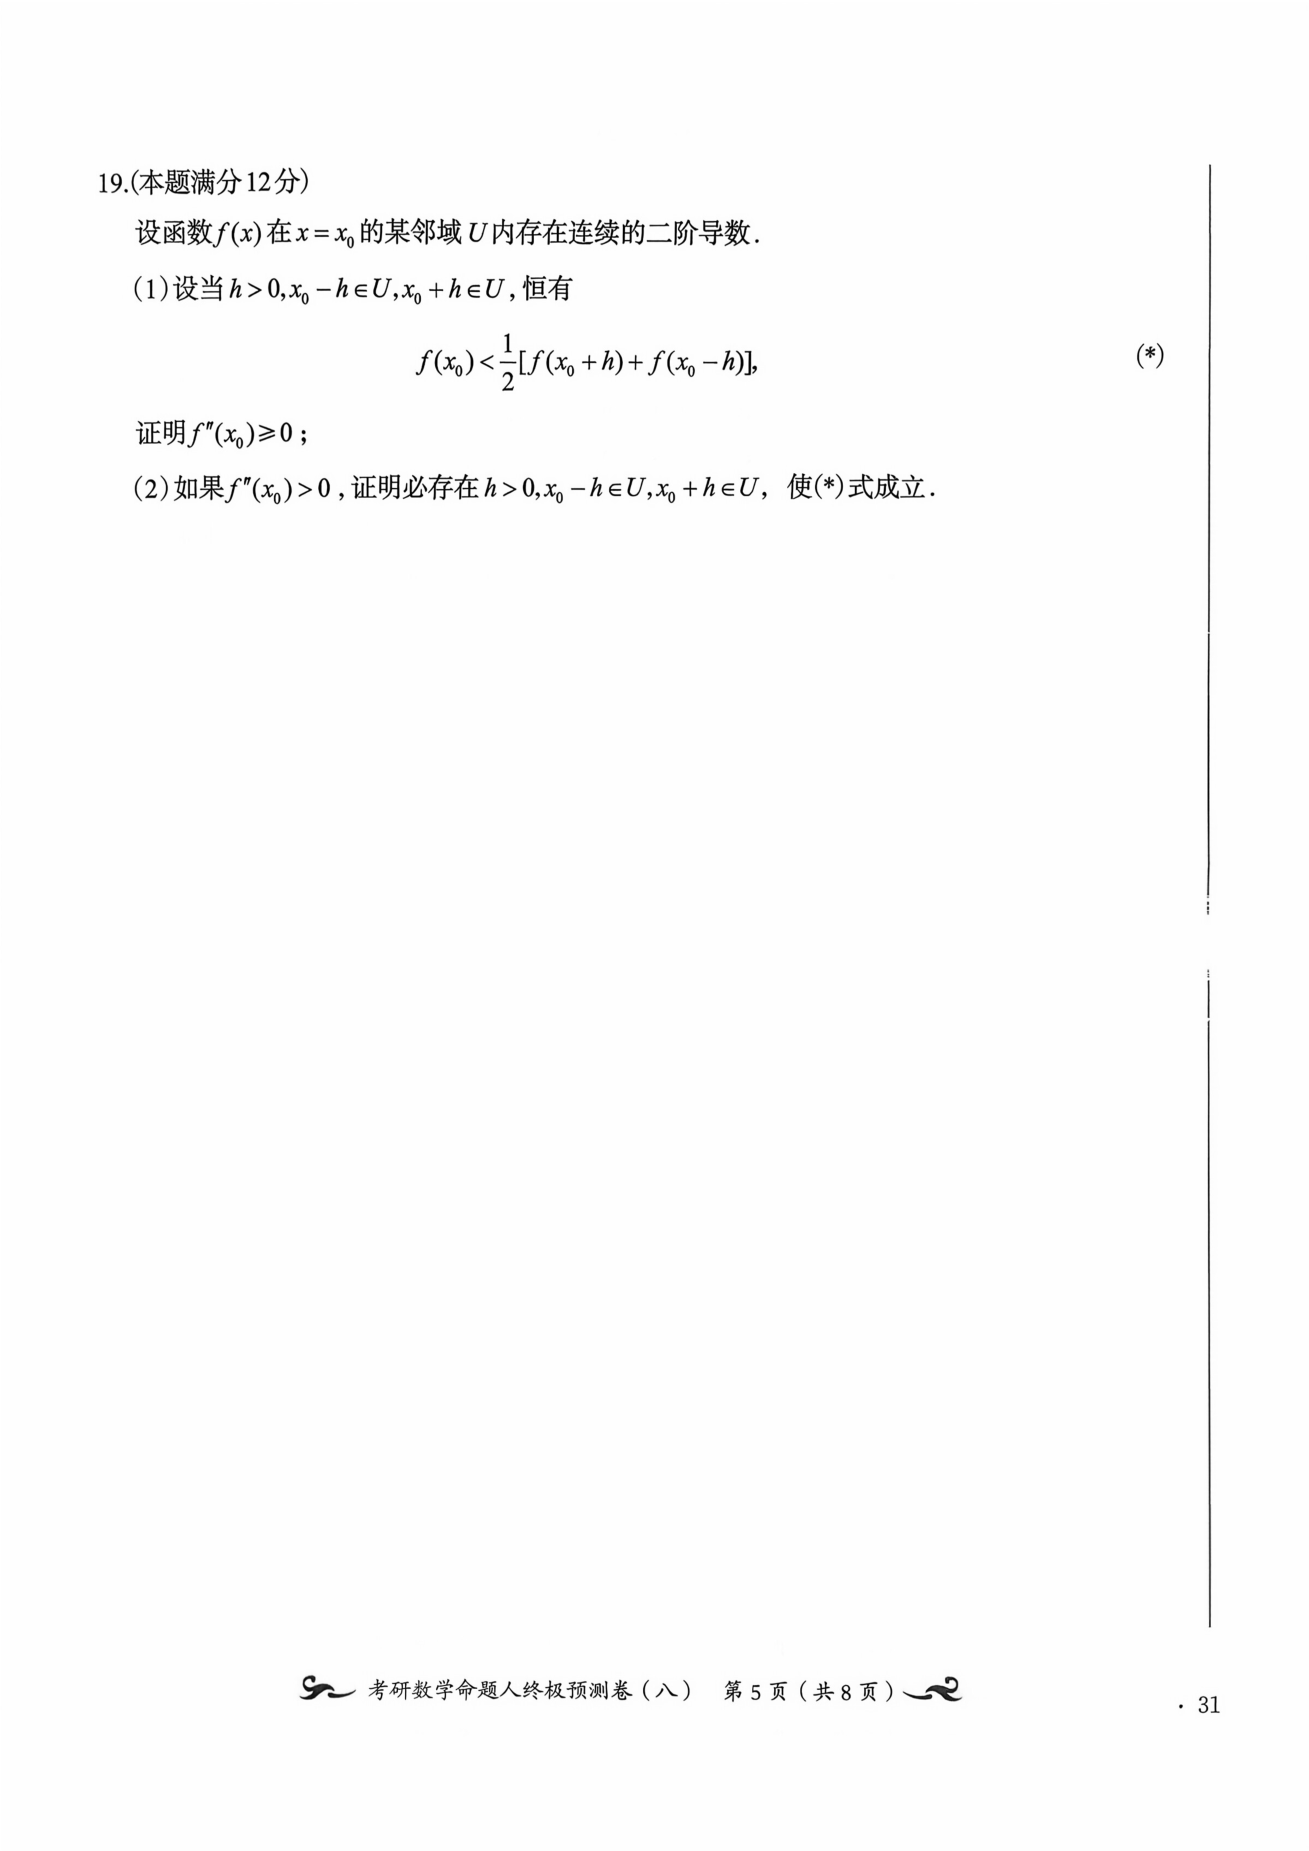 19.(本题满分12分)
设函数f(x)在x=x₀的某邻域U内存在连续的二阶导数.
(1)设当h>0,x₀-h∈U,x₀+h∈U,恒有
f(x₀)<1/2[f(x₀+h)+f(x₀-h)], (*)
证明f″(x₀)⩾0;
(2)如果f″(x₀)>0,证明必存在h>0,x₀-h∈U,x₀+h∈U, 使(*)式成立.
考研数学命题人终极预测卷(八) 第5页(共8页)
· 31